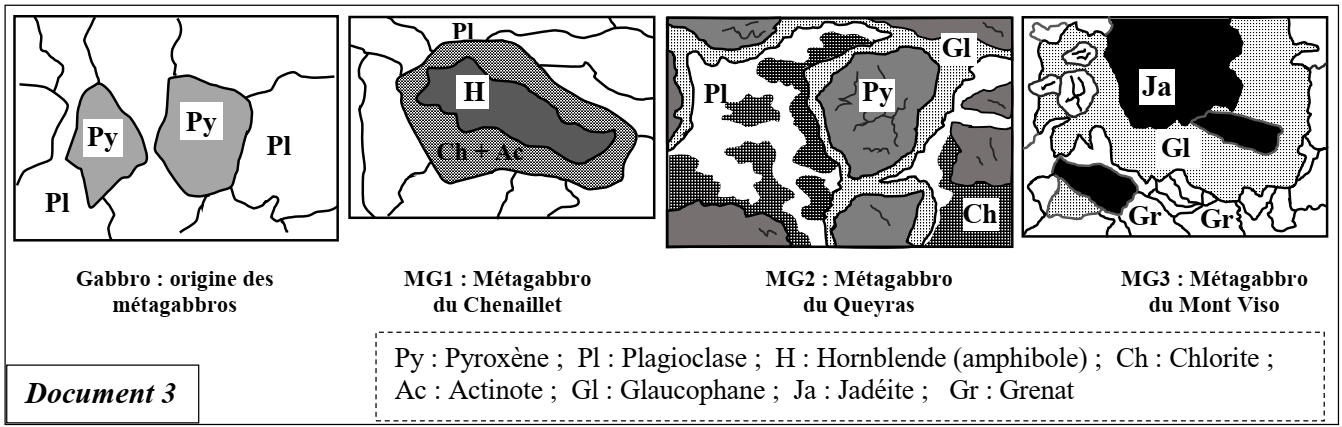 Py
Py
Pl
Pl
Pl
H
Ch + Ac
Pl
Gl
Py
Ch
Ja
Gl
Gr
Gr
Gabbro : origine des
métagabbros
MG1 : Métagabbro
du Chenaillet
MG2 : Métagabbro
du Queyras
MG3 : Métagabbro
du Mont Viso
Py : Pyroxène ; Pl : Plagioclase ; H : Hornblende (amphibole) ; Ch : Chlorite ;
Ac : Actinote ; Gl : Glaucophane ; Ja : Jadéite ; Gr : Grenat
Document 3